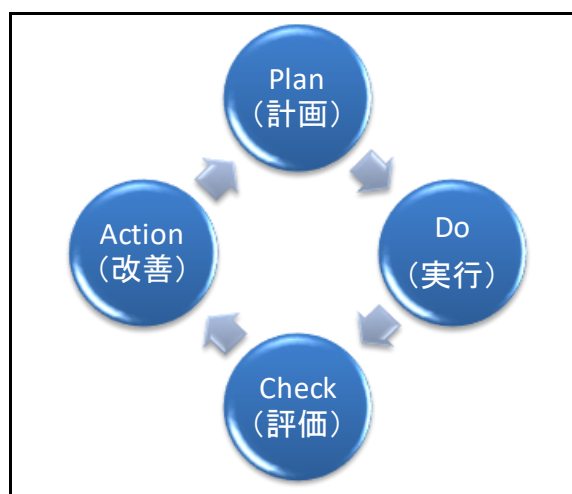 Plan
（計画）
Do
（実行）
Check
（評価）
Action
（改善）